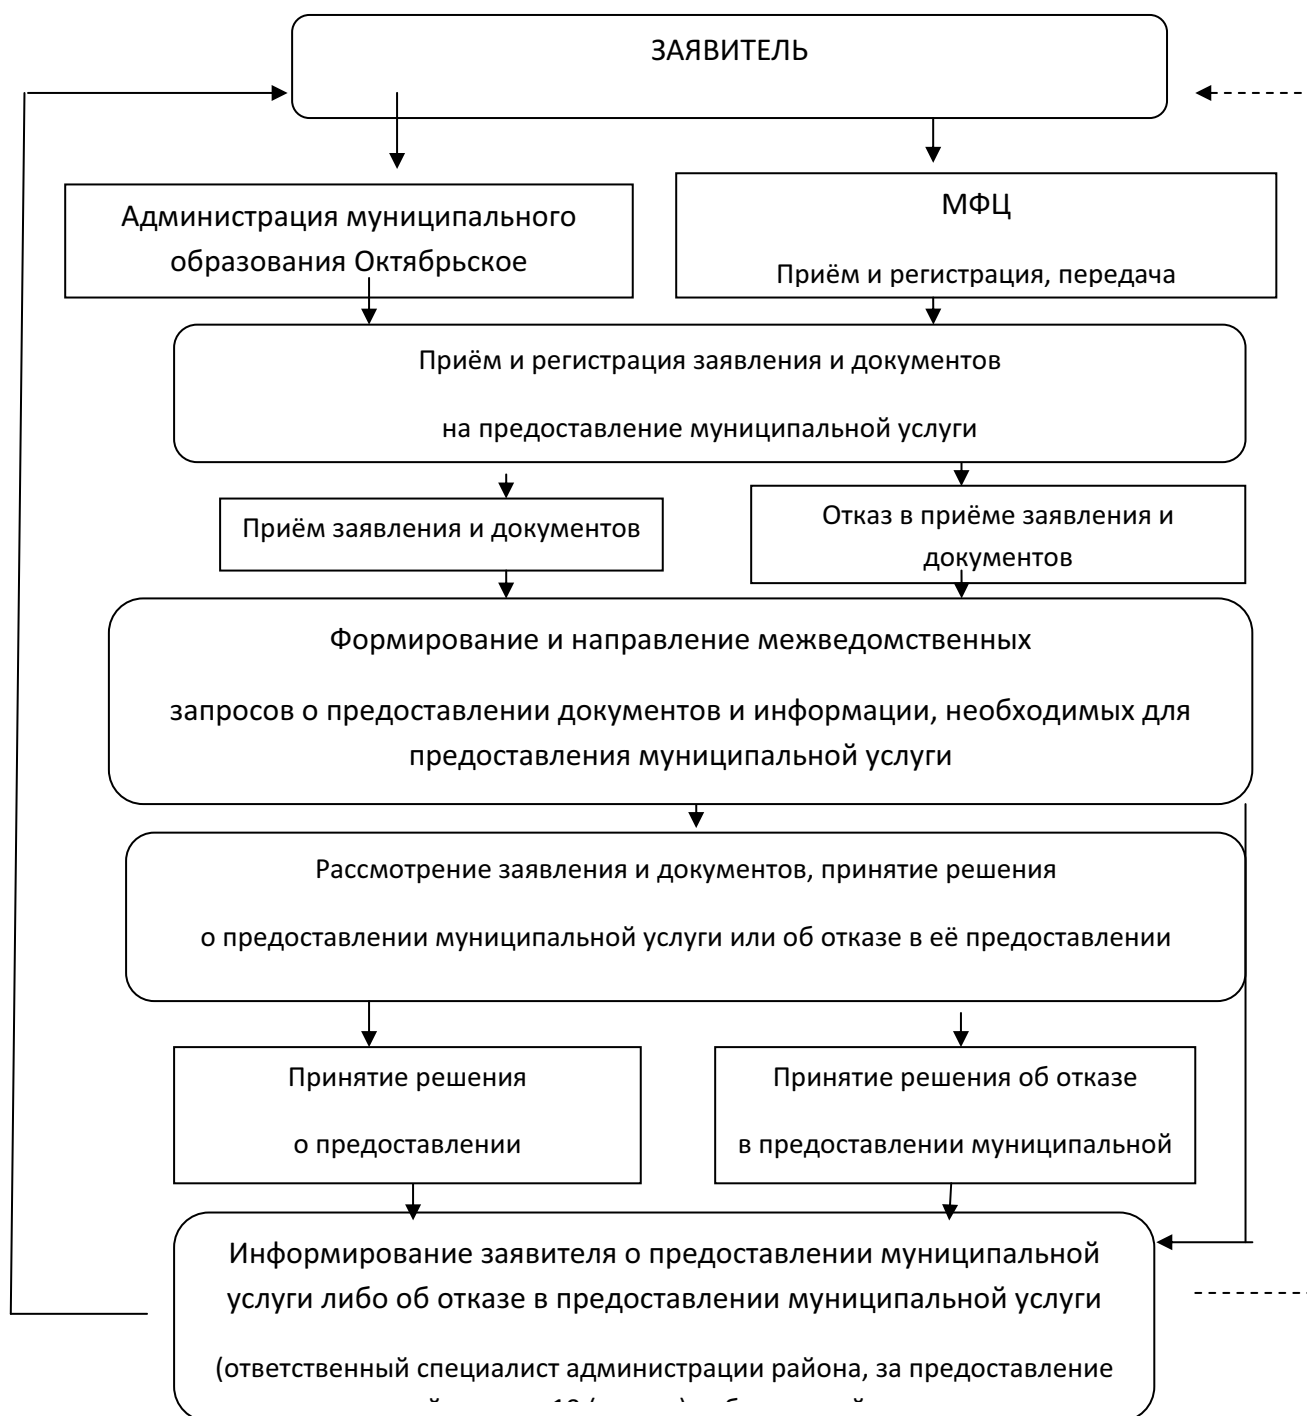 ЗАЯВИТЕЛЬ
Администрация муниципального
образования Октябрьское
МФЦ
Приём и регистрация, передача
Приём и регистрация заявления и документов
на предоставление муниципальной услуги
Приём заявления и документов
Отказ в приёме заявления и
документов
Формирование и направление межведомственных
запросов о предоставлении документов и информации, необходимых для
предоставления муниципальной услуги
Рассмотрение заявления и документов, принятие решения
о предоставлении муниципальной услуги или об отказе в её предоставлении
Принятие решения
о предоставлении
Принятие решения об отказе
в предоставлении муниципальной
Информирование заявителя о предоставлении муниципальной
услуги либо об отказе в предоставлении муниципальной услуги
(ответственный специалист администрации района, за предоставление